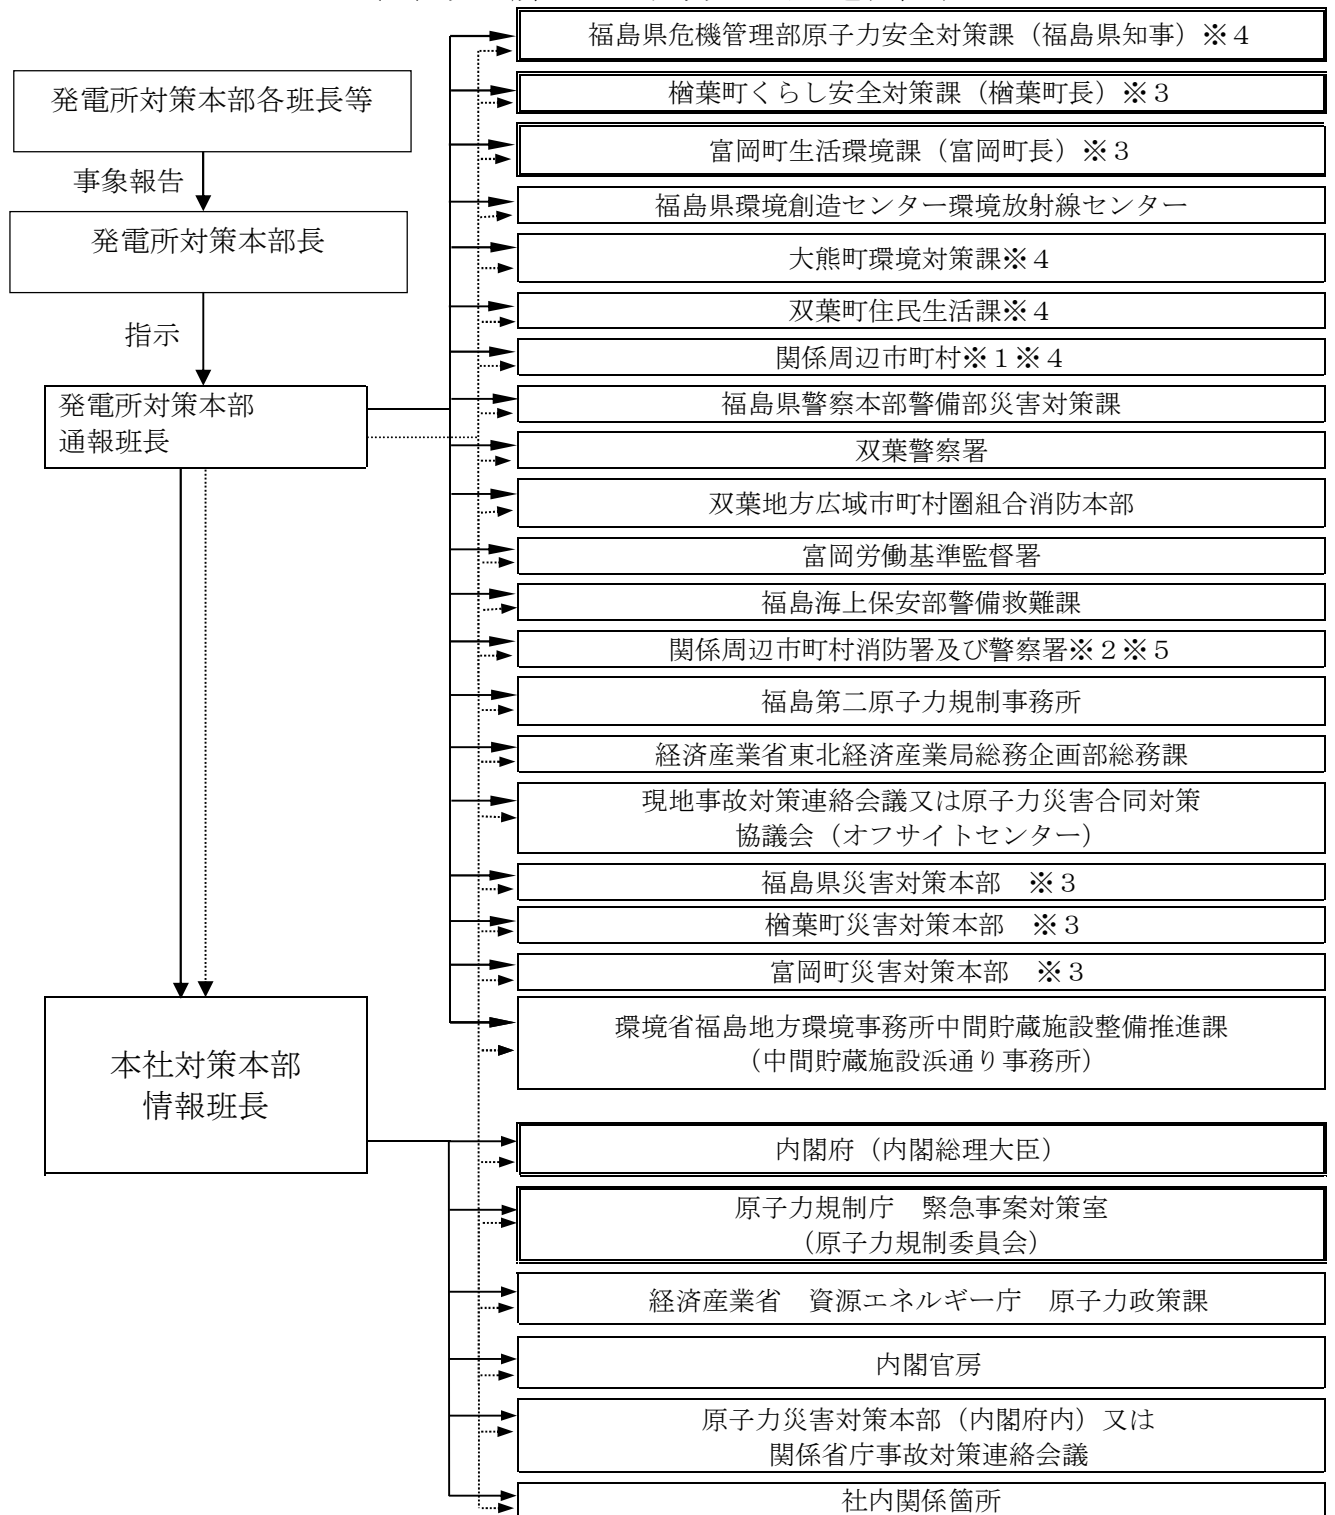 福島県危機管理部原子力安全対策課（福島県知事）※４
発電所対策本部各班長等
楢葉町くらし安全対策課（楢葉町長）※３
富岡町生活環境課（富岡町長）※３
事象報告
福島県環境創造センター環境放射線センター
発電所対策本部長
大熊町環境対策課※４
双葉町住民生活課※４
指示
関係周辺市町村※１※４
発電所対策本部
通報班長
福島県警察本部警備部災害対策課
双葉警察署
双葉地方広域市町村圏組合消防本部
富岡労働基準監督署
福島海上保安部警備救難課
関係周辺市町村消防署及び警察署※２※５
福島第二原子力規制事務所
経済産業省東北経済産業局総務企画部総務課
現地事故対策連絡会議又は原子力災害合同対策
協議会（オフサイトセンター）
福島県災害対策本部　※３
楢葉町災害対策本部　※３
富岡町災害対策本部　※３
環境省福島地方環境事務所中間貯蔵施設整備推進課
（中間貯蔵施設浜通り事務所）
本社対策本部
情報班長
内閣府（内閣総理大臣）
原子力規制庁　緊急事案対策室
（原子力規制委員会）
経済産業省　資源エネルギー庁　原子力政策課
内閣官房
原子力災害対策本部（内閣府内）又は
関係省庁事故対策連絡会議
社内関係箇所